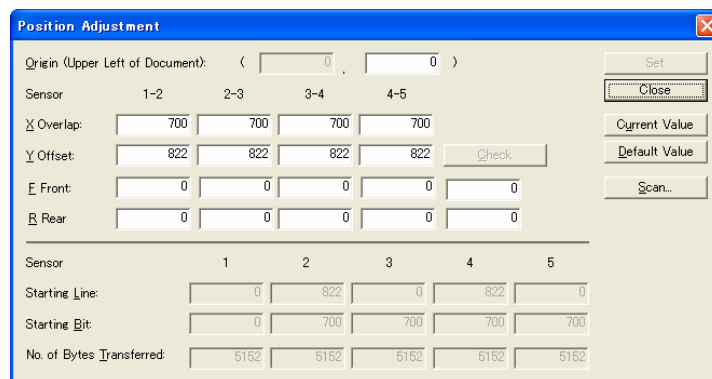 Position Adjustment
Origin (Upper Left of Document): ( 0 , 0 ) Set
Sensor 1-2 2-3 3-4 4-5 Close
X Overlap: 700 700 700 700 Current Value
Y Offset: 822 822 822 822 Check Default Value
F Front: 0 0 0 0 0 Scan...
R Rear 0 0 0 0 0
Sensor 1 2 3 4 5
Starting Line: 0 822 0 822 0
Starting Bit: 0 700 700 700 700
No. of Bytes Transferred: 5152 5152 5152 5152 5152